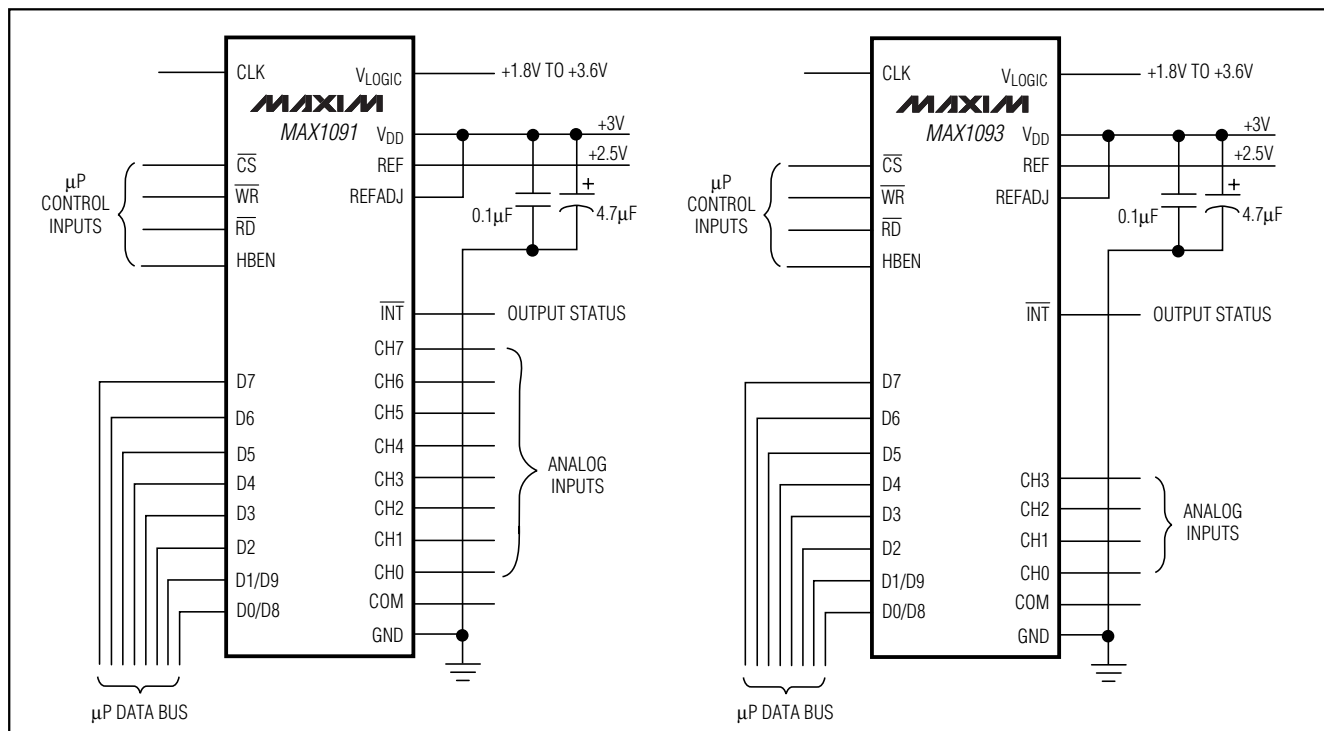 CLK
VLOGIC
+1.8V TO +3.6V
MAXIM
MAX1091
VDD
+3V
μP
CONTROL
INPUTS
CS
REF
+2.5V
WR
REFADJ
+
0.1μF
4.7μF
RD
HBEN
INT
OUTPUT STATUS
CH7
D7
CH6
D6
CH5
D5
CH4
ANALOG
INPUTS
D4
CH3
D3
CH2
D2
CH1
D1/D9
CH0
D0/D8
COM
GND
μP DATA BUS
CLK
VLOGIC
+1.8V TO +3.6V
MAXIM
MAX1093
VDD
+3V
μP
CONTROL
INPUTS
CS
REF
+2.5V
WR
REFADJ
+
0.1μF
4.7μF
RD
HBEN
INT
OUTPUT STATUS
D7
D6
D5
D4
CH3
D3
CH2
ANALOG
INPUTS
D2
CH1
D1/D9
CH0
D0/D8
COM
GND
μP DATA BUS